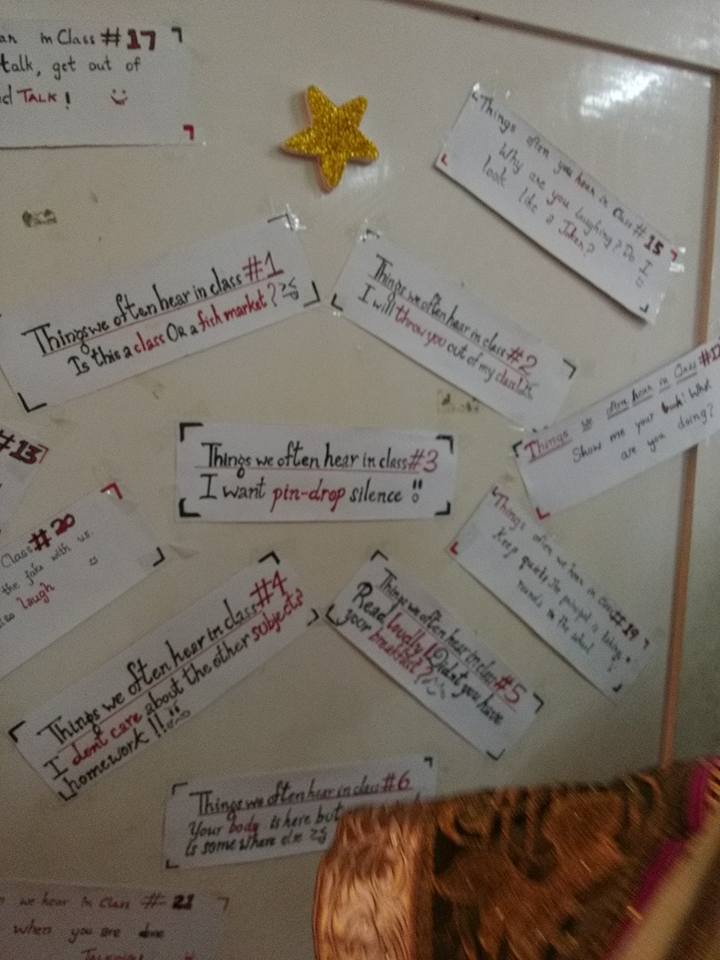 in Class #17
talk, get out of
TALK!
Things often you hear in Class #15
Why are you laughing? Do I
look like a Joker?
Things we often hear in class #1
Is this a class OR a fish market?
Things we often hear in class #2
I will throw you out of my class!
Things we often hear in Class #12
Show me your book! What
are you doing?
Things we often hear in class #3
I want pin-drop silence !!
#13
Class #20
the joke with us.
laugh
Things often we hear in Class #19
Keep quiet! The principal is taking
rounds in the school
Things we often hear in class #4
I dont care about the other subjects
homework !!
Things we often hear in class #5
Read loudly! Didn't you have
your breakfast?
Things we often hear in class #6
Your body is here but
is some where else
we hear in Class #21
when you are done
Talking